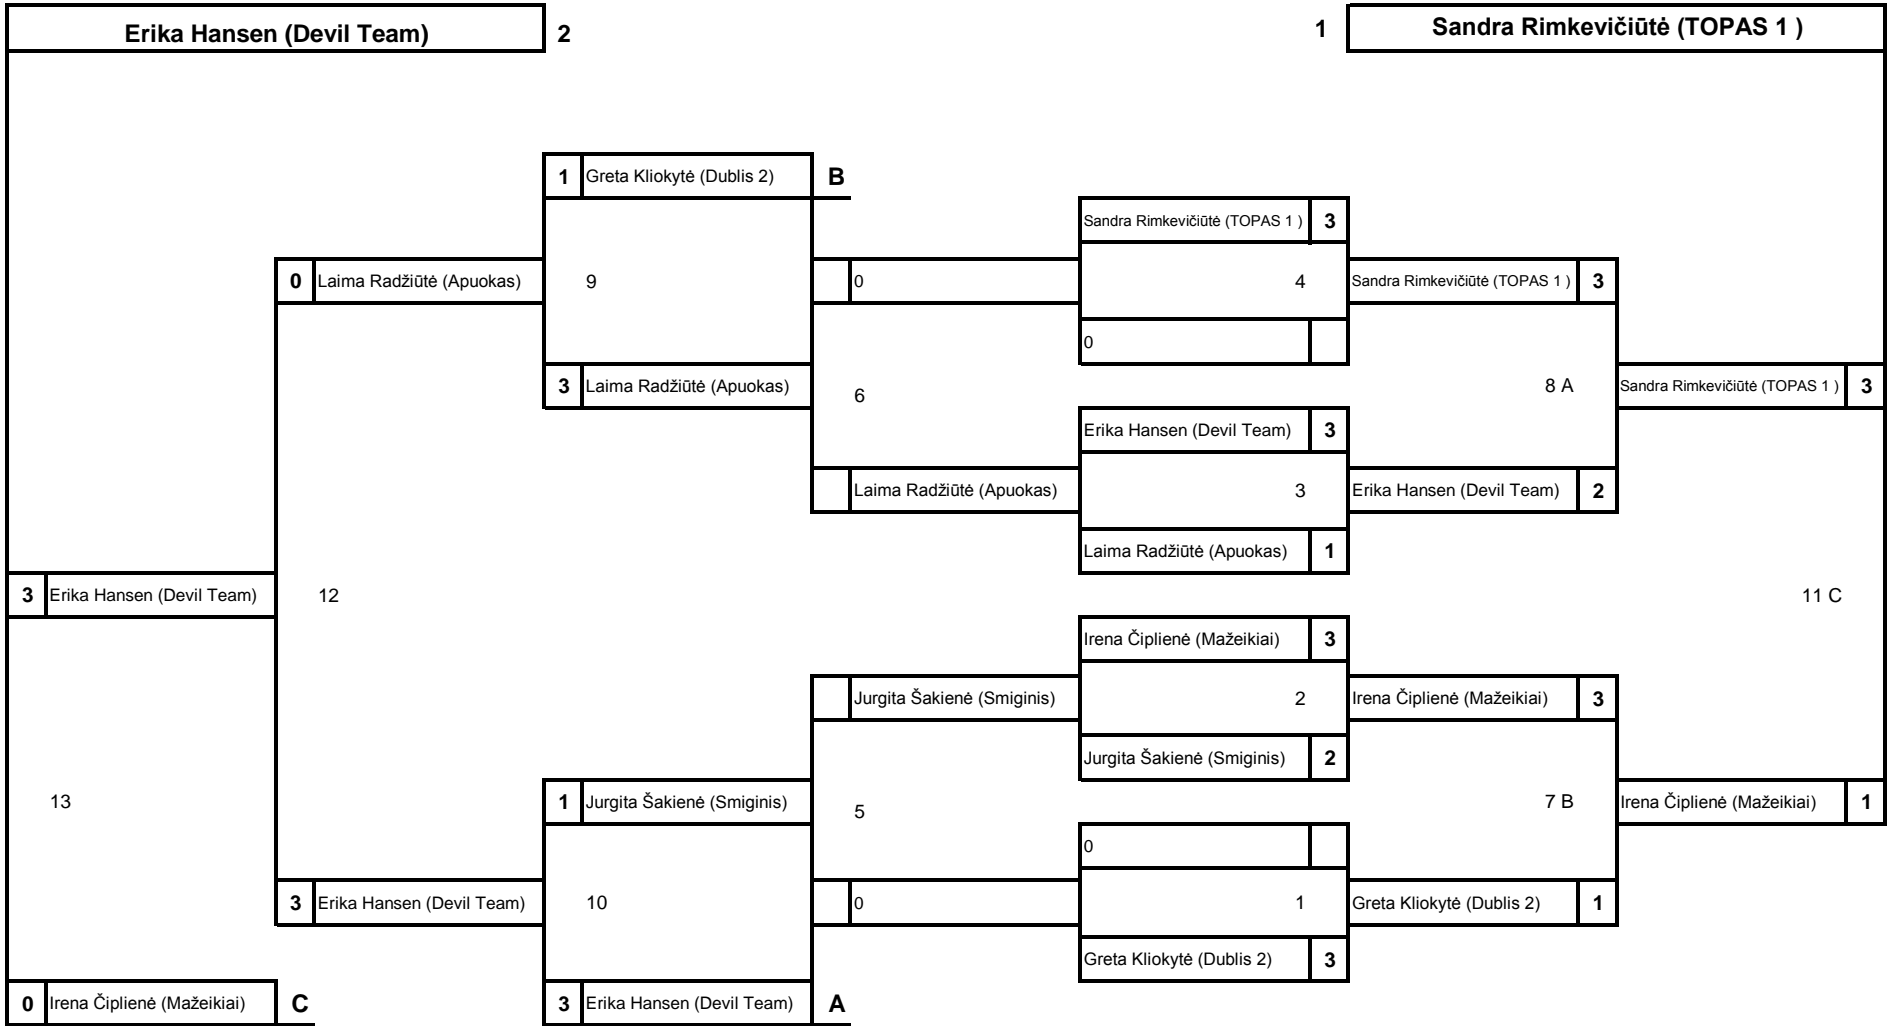 Erika Hansen (Devil Team) 2 1 Sandra Rimkevičiūtė (TOPAS 1 )
1 Greta Kliokytė (Dublis 2) B
Sandra Rimkevičiūtė (TOPAS 1 ) 3
0 Laima Radžiūtė (Apuokas) 9 0 4 Sandra Rimkevičiūtė (TOPAS 1 ) 3
0
3 Laima Radžiūtė (Apuokas) 6 8 A Sandra Rimkevičiūtė (TOPAS 1 ) 3
Erika Hansen (Devil Team) 3
Laima Radžiūtė (Apuokas) 3 Erika Hansen (Devil Team) 2
Laima Radžiūtė (Apuokas) 1
3 Erika Hansen (Devil Team) 12 11 C
Irena Čiplienė (Mažeikiai) 3
Jurgita Šakienė (Smiginis) 2 Irena Čiplienė (Mažeikiai) 3
Jurgita Šakienė (Smiginis) 2
13 1 Jurgita Šakienė (Smiginis) 5 7 B Irena Čiplienė (Mažeikiai) 1
0
3 Erika Hansen (Devil Team) 10 0 1 Greta Kliokytė (Dublis 2) 1
Greta Kliokytė (Dublis 2) 3
0 Irena Čiplienė (Mažeikiai) C 3 Erika Hansen (Devil Team) A